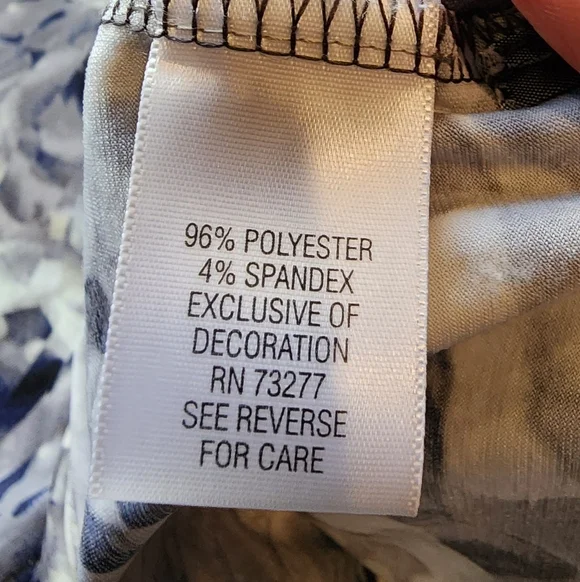 96% POLYESTER
4% SPANDEX
EXCLUSIVE OF
DECORATION
RN 73277
SEE REVERSE
FOR CARE